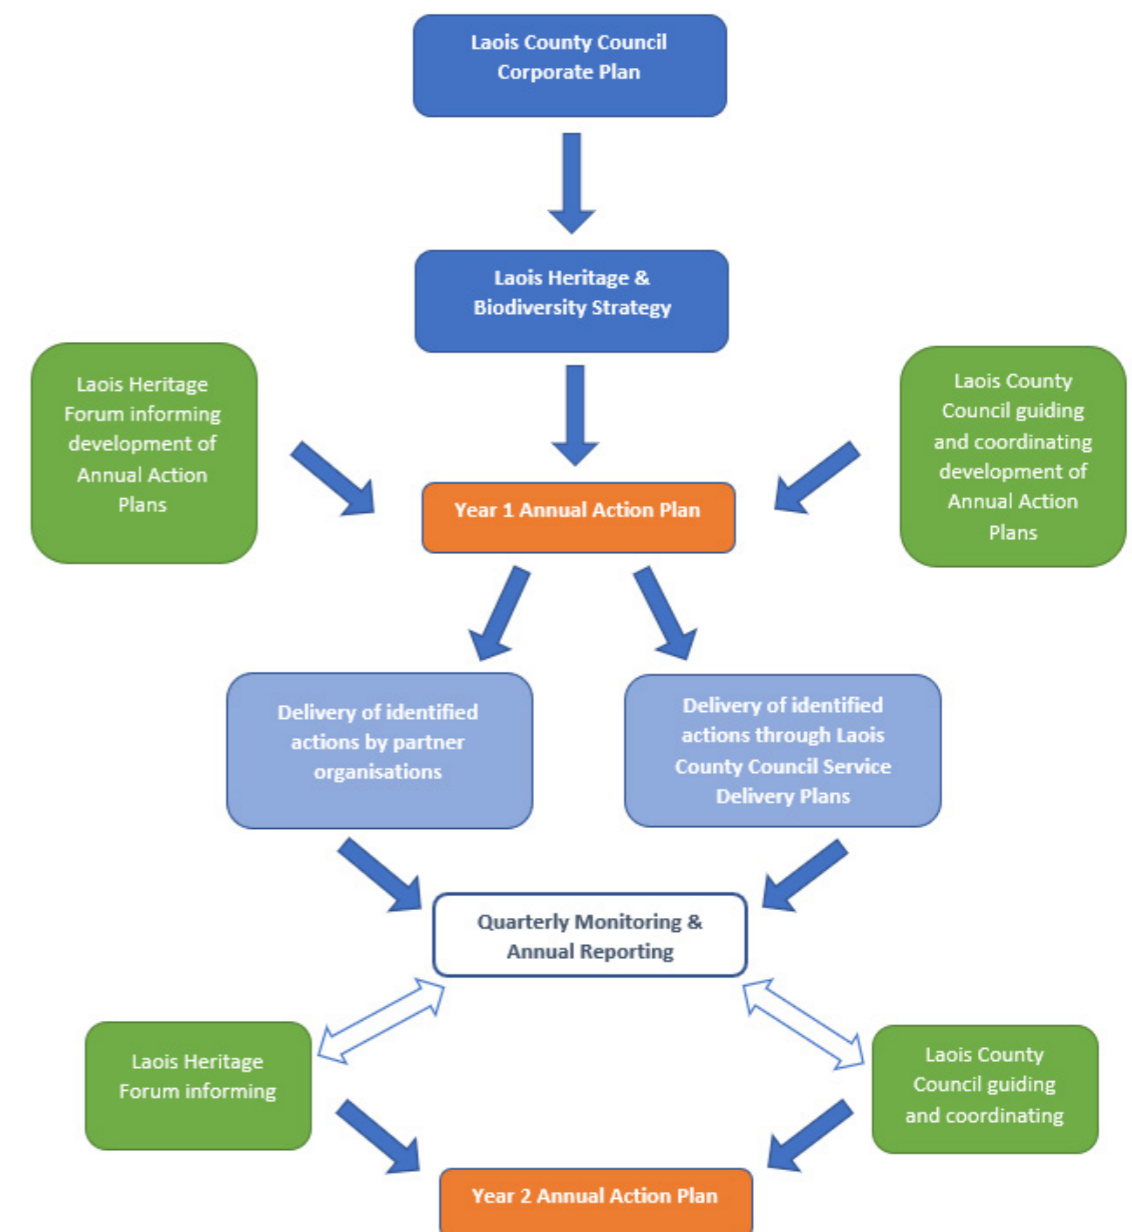 Laois County Council
Corporate Plan
Laois Heritage &
Biodiversity Strategy
Laois Heritage
Forum informing
development of
Annual Action
Plans
Laois County
Council guiding
and coordinating
development of
Annual Action
Plans
Year 1 Annual Action Plan
Delivery of identified
actions by partner
organisations
Delivery of identified
actions through Laois
County Council Service
Delivery Plans
Quarterly Monitoring &
Annual Reporting
Laois Heritage
Forum informing
Laois County
Council guiding
and coordinating
Year 2 Annual Action Plan